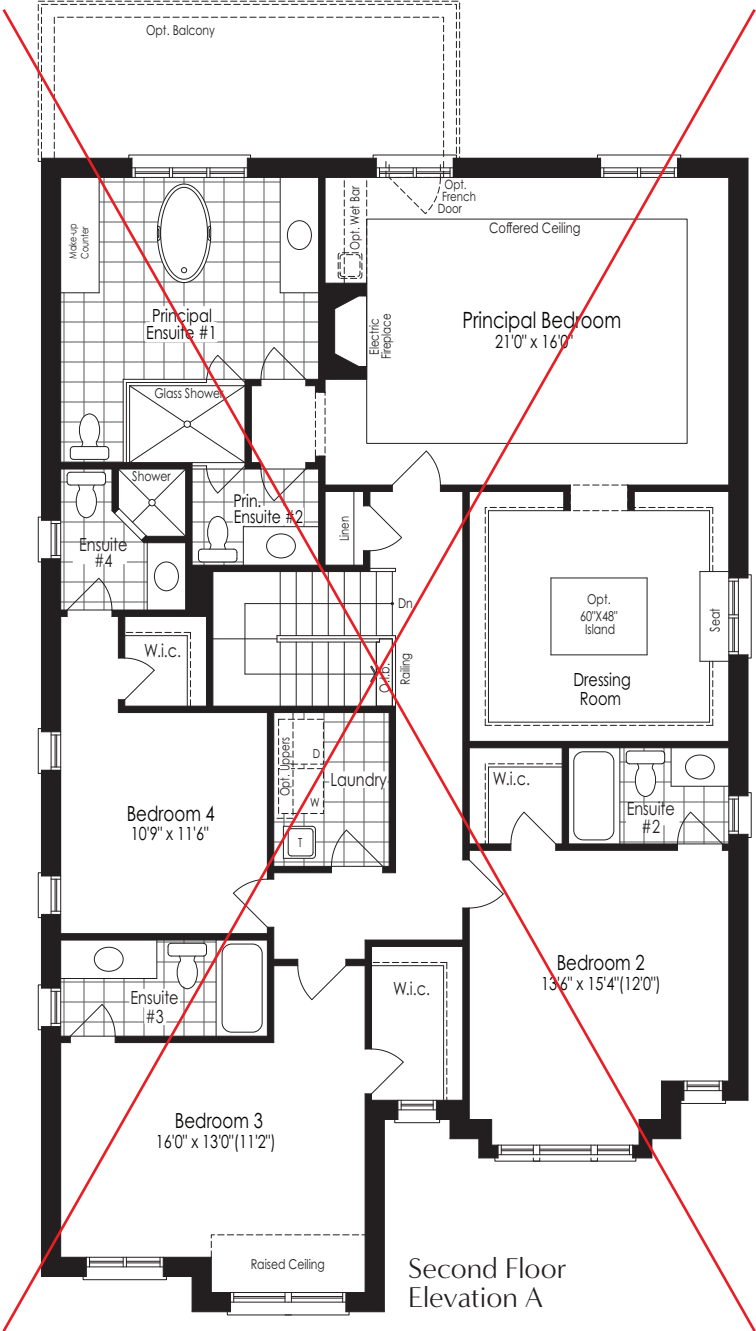 Opt. Balcony
Make-up
Counter
Opt. Wet Bar
Opt.
French
Door
Coffered Ceiling
Principal
Ensuite #1
Electric
Fireplace
Principal Bedroom
21'0" x 16'0"
Glass Shower
Shower
Prin.
Ensuite #2
Linen
Ensuite
#4
Dn
Opt.
60"X48"
Island
Seat
W.i.c.
O.t.b.
Railing
Dressing
Room
Opt. Uppers
D
W
Laundry
T
W.i.c.
Ensuite
#2
Bedroom 4
10'9" x 11'6"
Bedroom 2
13'6" x 15'4"(12'0")
W.i.c.
Ensuite
#3
Bedroom 3
16'0" x 13'0"(11'2")
Raised Ceiling
Second Floor
Elevation A